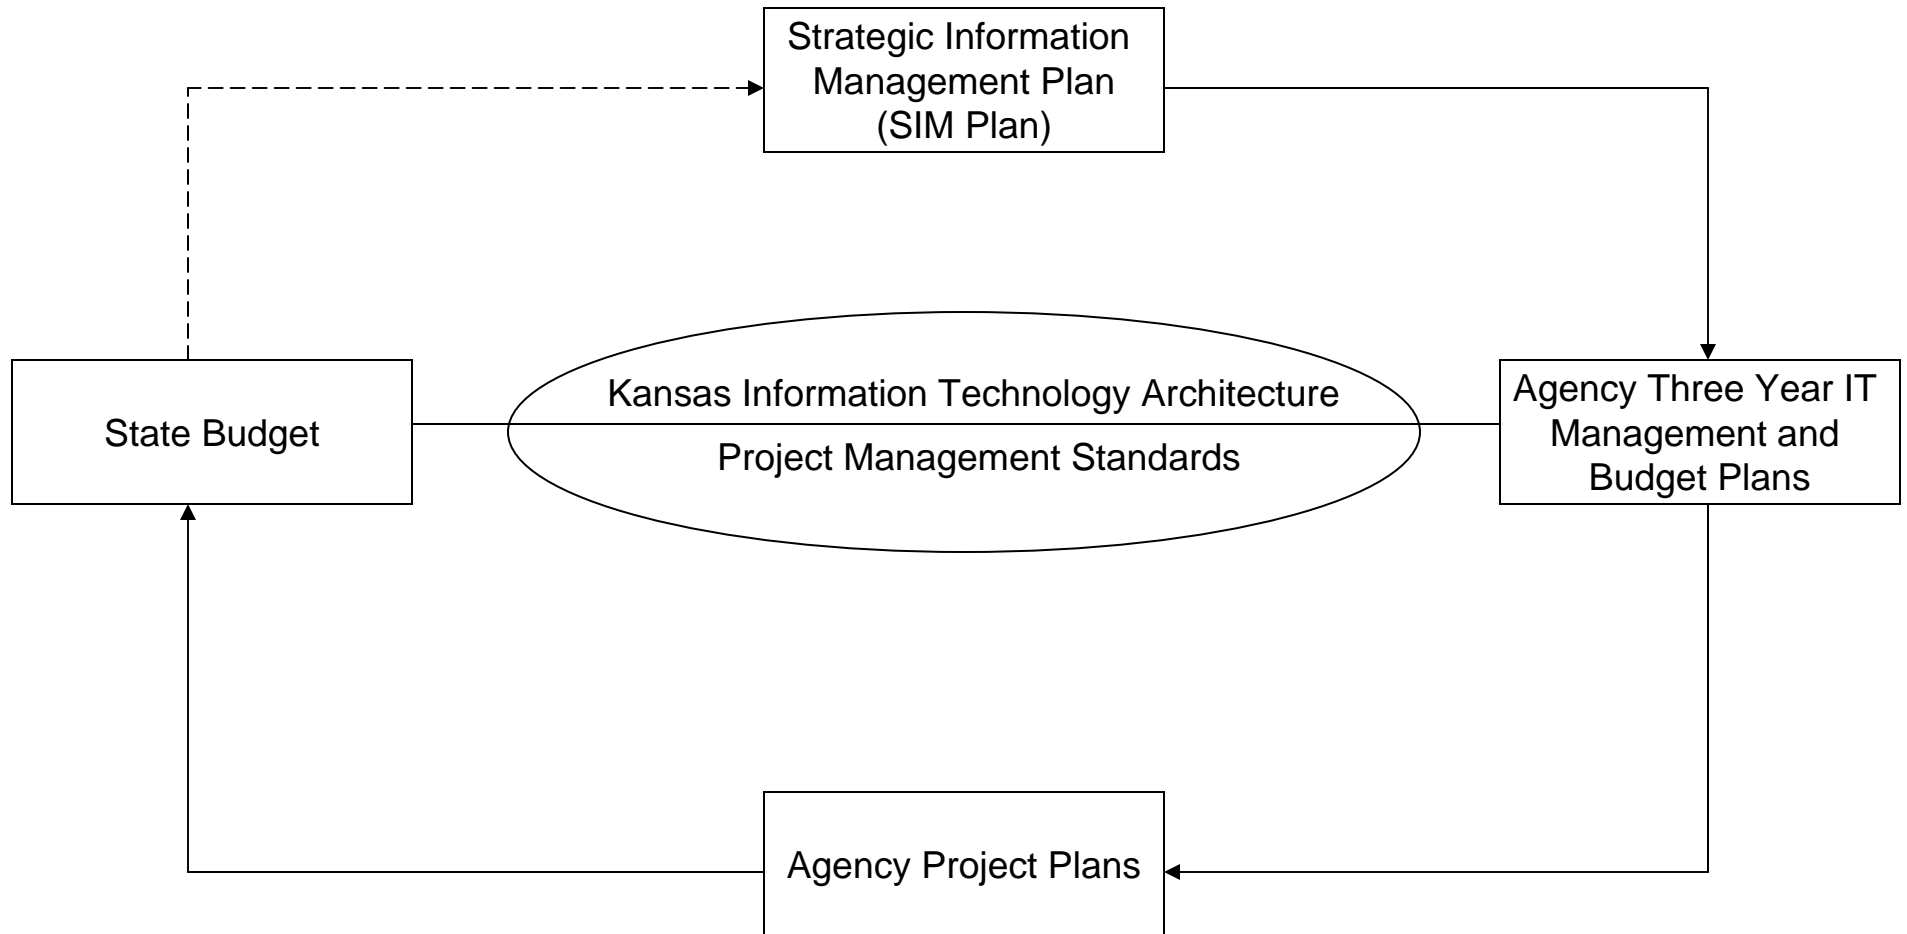 Strategic Information
Management Plan
(SIM Plan)
Kansas Information Technology Architecture
Project Management Standards
State Budget
Agency Three Year IT
Management and
Budget Plans
Agency Project Plans